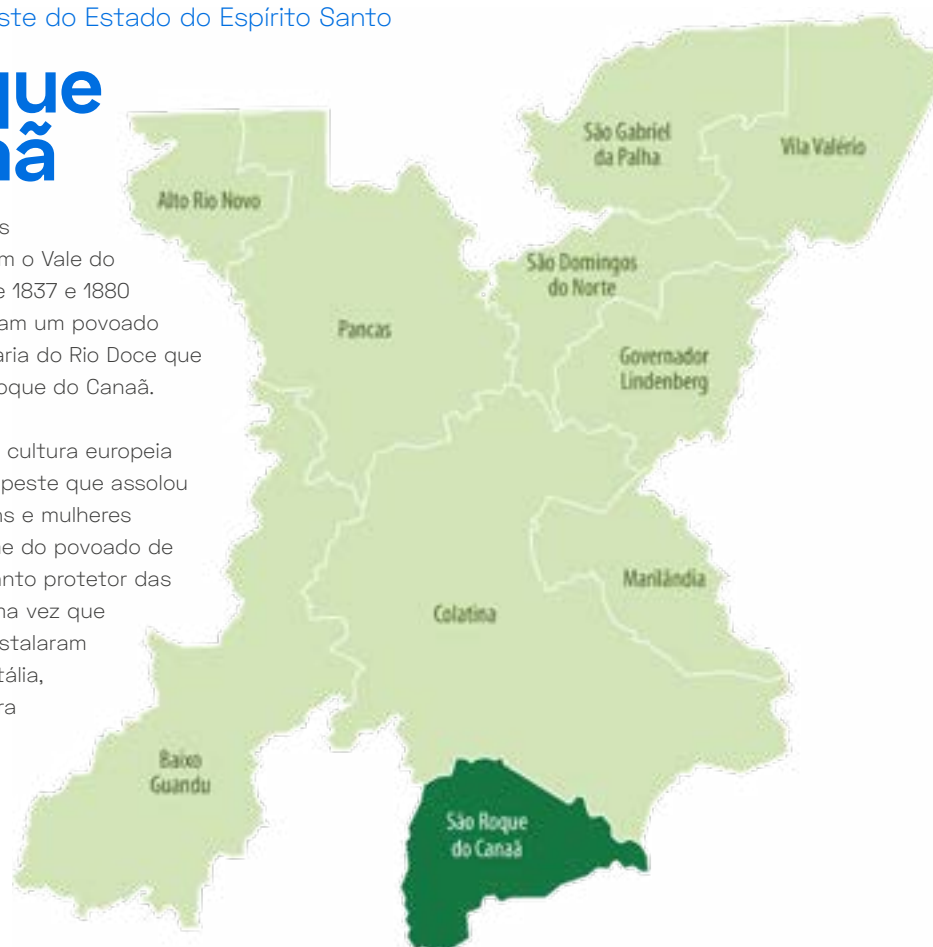 ste do Estado do Espírito Santo
que
ã
s
m o Vale do
e 1837 e 1880
am um povoado
aria do Rio Doce que
oque do Canaã.
cultura europeia
peste que assolou
ns e mulheres
e do povoado de
anto protetor das
ma vez que
stalaram
tália,
ra
São Gabriel
da Palha
Vila Valério
Alto Rio Novo
São Domingos
do Norte
Pancas
Governador
Lindenberg
Marilândia
Colatina
Baixo
Guandu
São Roque
do Canaã